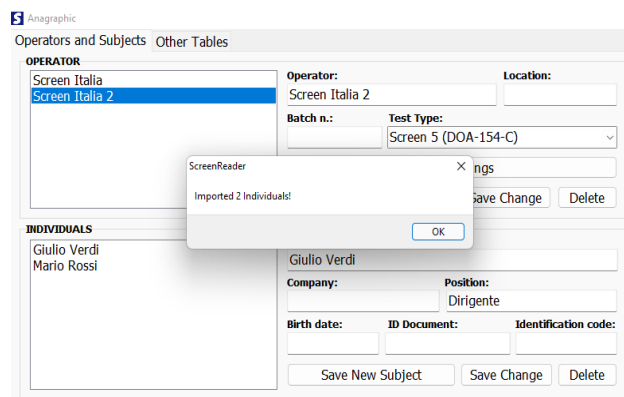 S Anagraphic
Operators and Subjects Other Tables
OPERATOR
Screen Italia
Screen Italia 2
Operator: Location:
Screen Italia 2
Batch n.: Test Type:
Screen 5 (DOA-154-C)
ngs
Save Change Delete
ScreenReader
Imported 2 Individuals!
OK
INDIVIDUALS
Giulio Verdi
Mario Rossi
Giulio Verdi
Company: Position:
Dirigente
Birth date: ID Document: Identification code:
Save New Subject Save Change Delete